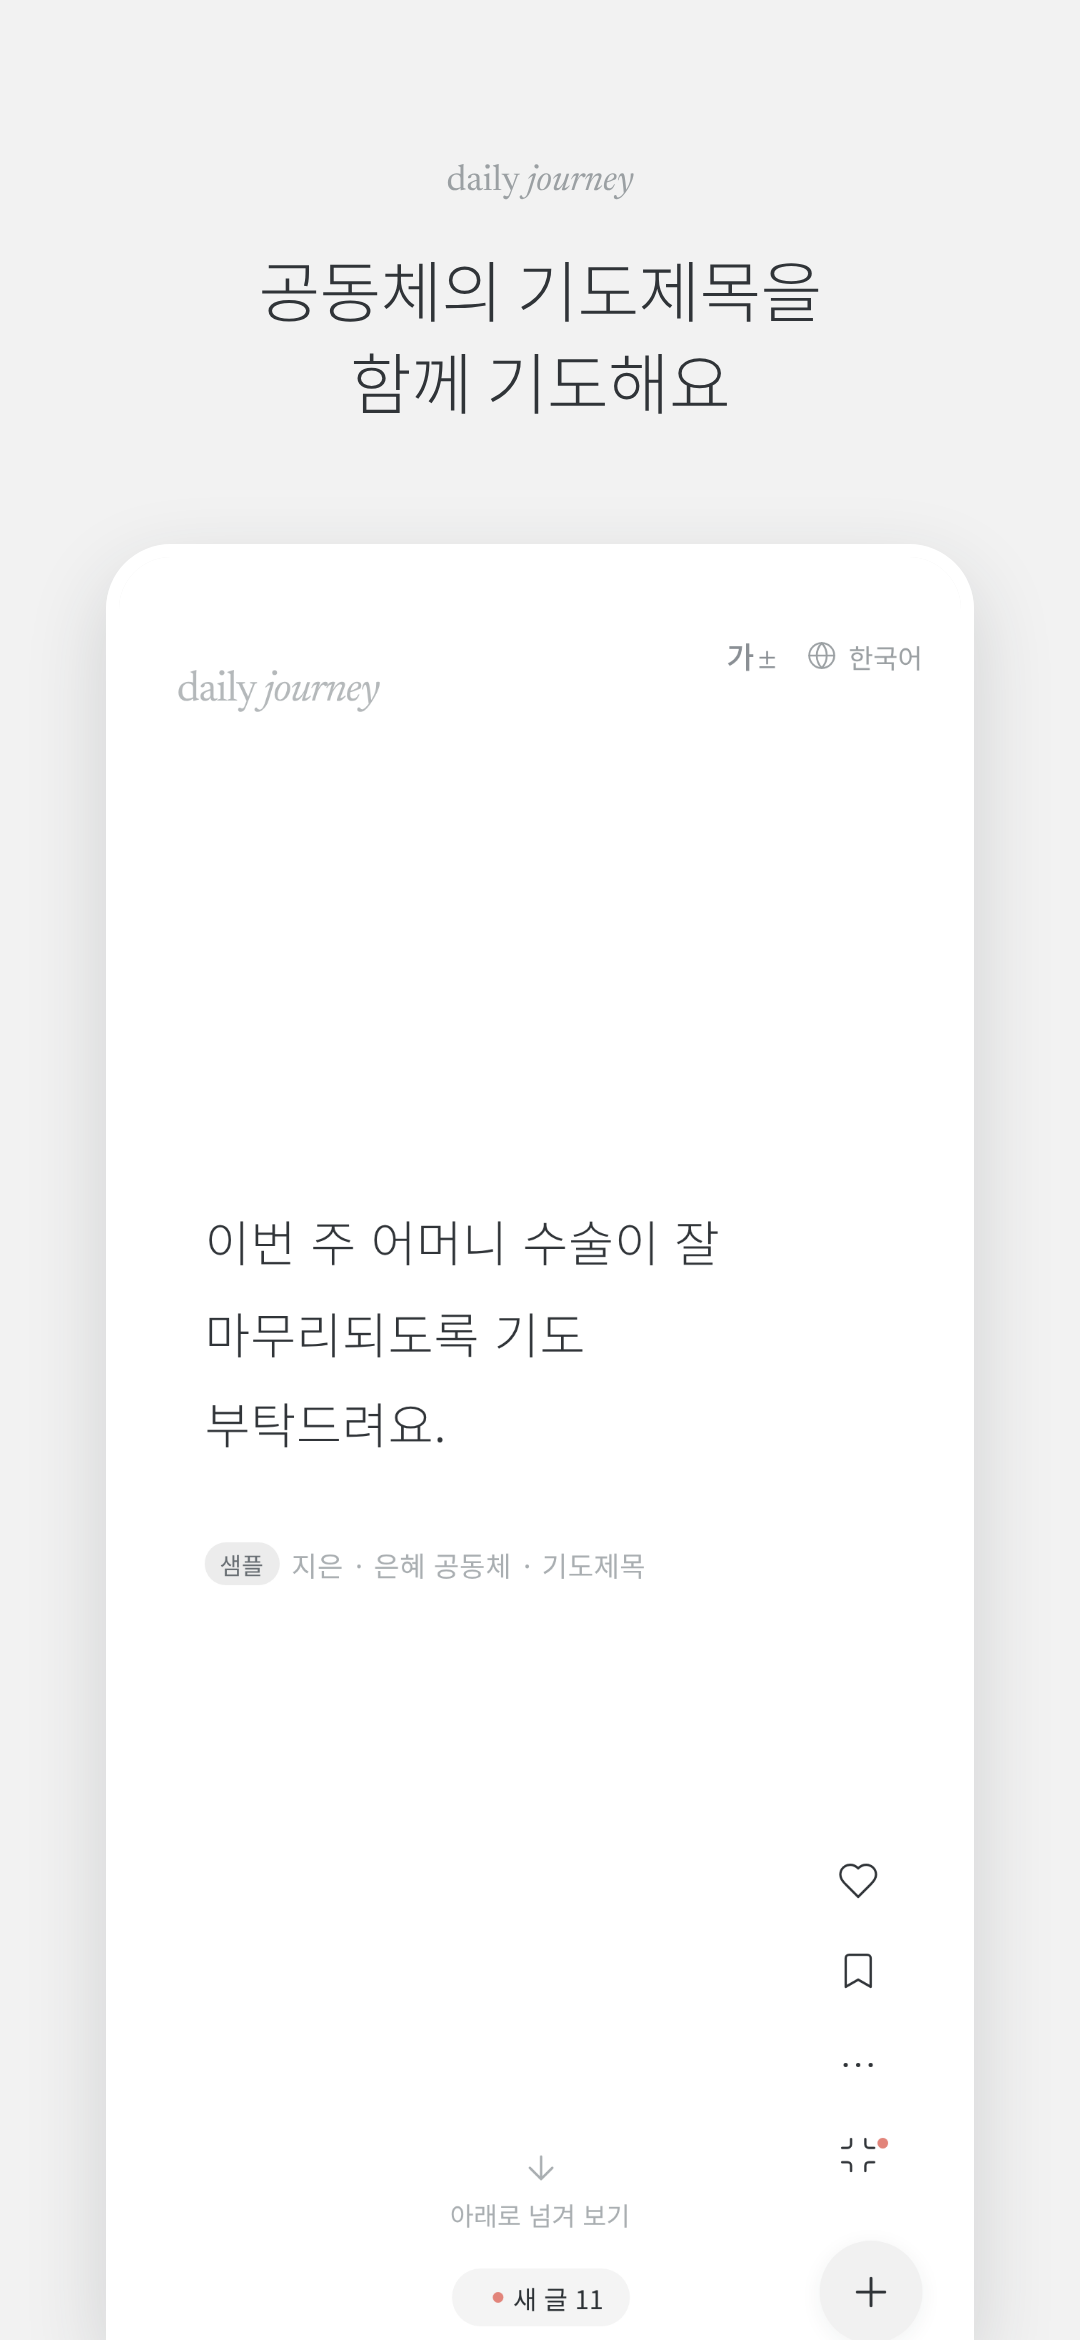 daily journey
공동체의 기도제목을
함께 기도해요
가± 한국어
daily journey
이번 주 어머니 수술이 잘
마무리되도록 기도
부탁드려요.
샘플 지은 · 은혜 공동체 · 기도제목
아래로 넘겨 보기
새 글 11